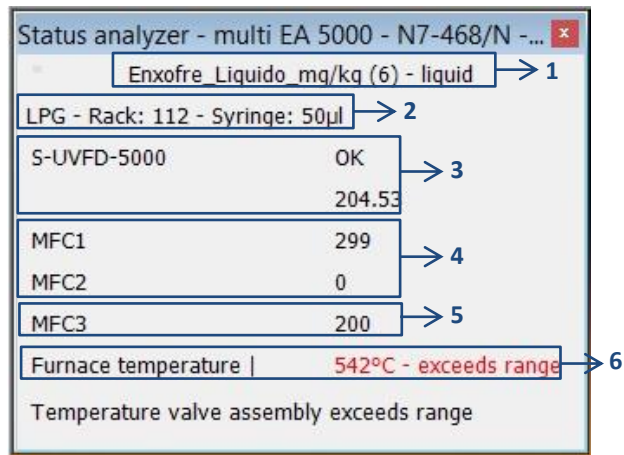 Status analyzer - multi EA 5000 - N7-468/N -...
Enxofre_Liquido_mg/kg (6) - liquid 1
LPG - Rack: 112 - Syringe: 50µl 2
S-UVFD-5000 OK
204.53 3
MFC1 299
MFC2 0 4
MFC3 200 5
Furnace temperature | 542°C - exceeds range 6
Temperature valve assembly exceeds range